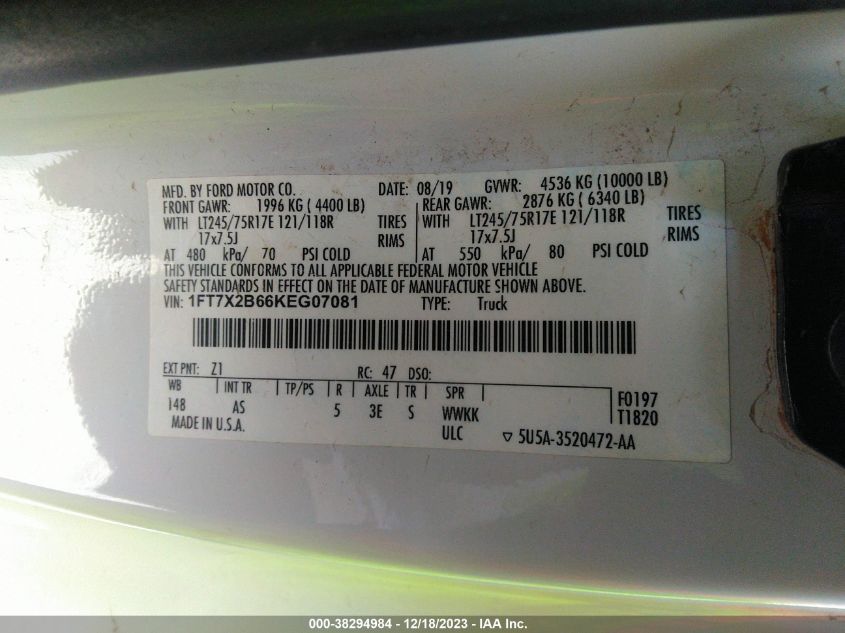 MFD. BY FORD MOTOR CO. DATE: 08/19 GVWR: 4536 KG (10000 LB)
FRONT GAWR: 1996 KG ( 4400 LB) REAR GAWR: 2876 KG ( 6340 LB)
WITH LT245/75R17E 121/118R TIRES WITH LT245/75R17E 121/118R TIRES
17x7.5J RIMS 17x7.5J RIMS
AT 480 kPa/ 70 PSI COLD AT 550 kPa/ 80 PSI COLD
THIS VEHICLE CONFORMS TO ALL APPLICABLE FEDERAL MOTOR VEHICLE
SAFETY STANDARDS IN EFFECT ON THE DATE OF MANUFACTURE SHOWN ABOVE.
VIN: 1FT7X2B66KEG07081 TYPE: Truck
EXT PNT: Z1 RC: 47 DSO:
WB INT TR TP/PS R AXLE TR SPR F0197
148 AS 5 3E S WWKK T1820
MADE IN U.S.A. ULC ▽ 5U5A-3520472-AA
000-38294984 - 12/18/2023 - IAA Inc.